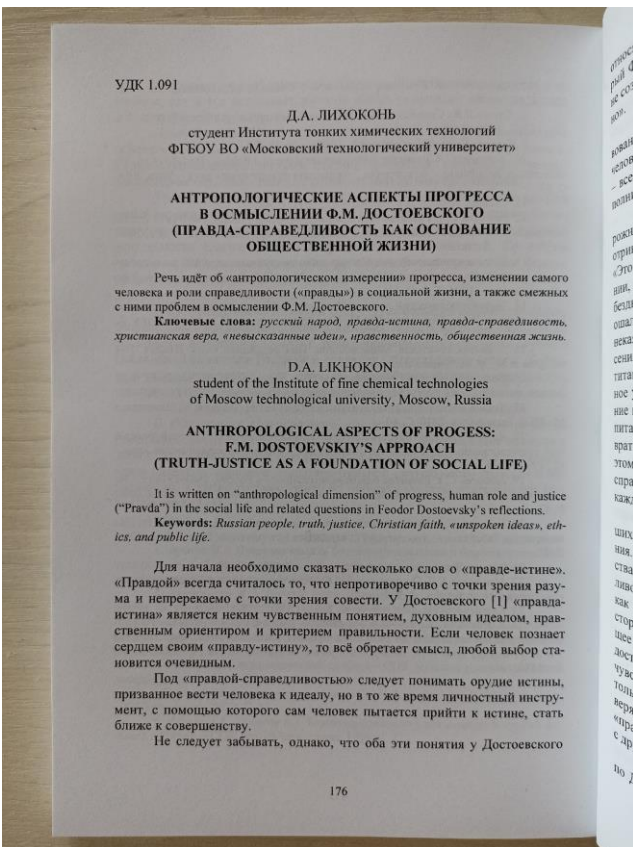 УДК 1.091
Д.А. ЛИХОКОНЬ
студент Института тонких химических технологий
ФГБОУ ВО «Московский технологический университет»
АНТРОПОЛОГИЧЕСКИЕ АСПЕКТЫ ПРОГРЕССА
В ОСМЫСЛЕНИИ Ф.М. ДОСТОЕВСКОГО
(ПРАВДА-СПРАВЕДЛИВОСТЬ КАК ОСНОВАНИЕ
ОБЩЕСТВЕННОЙ ЖИЗНИ)
Речь идёт об «антропологическом измерении» прогресса, изменении самого
человека и роли справедливости («правды») в социальной жизни, а также смежных
с ними проблем в осмыслении Ф.М. Достоевского.
Ключевые слова: русский народ, правда-истина, правда-справедливость,
христианская вера, «невысказанные идеи», нравственность, общественная жизнь.
D.A. LIKHOKON
student of the Institute of fine chemical technologies
of Moscow technological university, Moscow, Russia
ANTHROPOLOGICAL ASPECTS OF PROGESS:
F.M. DOSTOEVSKIY'S APPROACH
(TRUTH-JUSTICE AS A FOUNDATION OF SOCIAL LIFE)
It is written on “anthropological dimension” of progress, human role and justice
(“Pravda”) in the social life and related questions in Feodor Dostoevsky's reflections.
Keywords: Russian people, truth, justice, Christian faith, «unspoken ideas», eth-
ics, and public life.
Для начала необходимо сказать несколько слов о «правде-истине».
«Правдой» всегда считалось то, что непротиворечиво с точки зрения разу-
ма и непререкаемо с точки зрения совести. У Достоевского [1] «правда-
истина» является неким чувственным понятием, духовным идеалом, нрав-
ственным ориентиром и критерием правильности. Если человек познает
сердцем своим «правду-истину», то всё обретает смысл, любой выбор ста-
новится очевидным.
Под «правдой-справедливостью» следует понимать орудие истины,
призванное вести человека к идеалу, но в то же время личностный инстру-
мент, с помощью которого сам человек пытается прийти к истине, стать
ближе к совершенству.
Не следует забывать, однако, что оба эти понятия у Достоевского
176